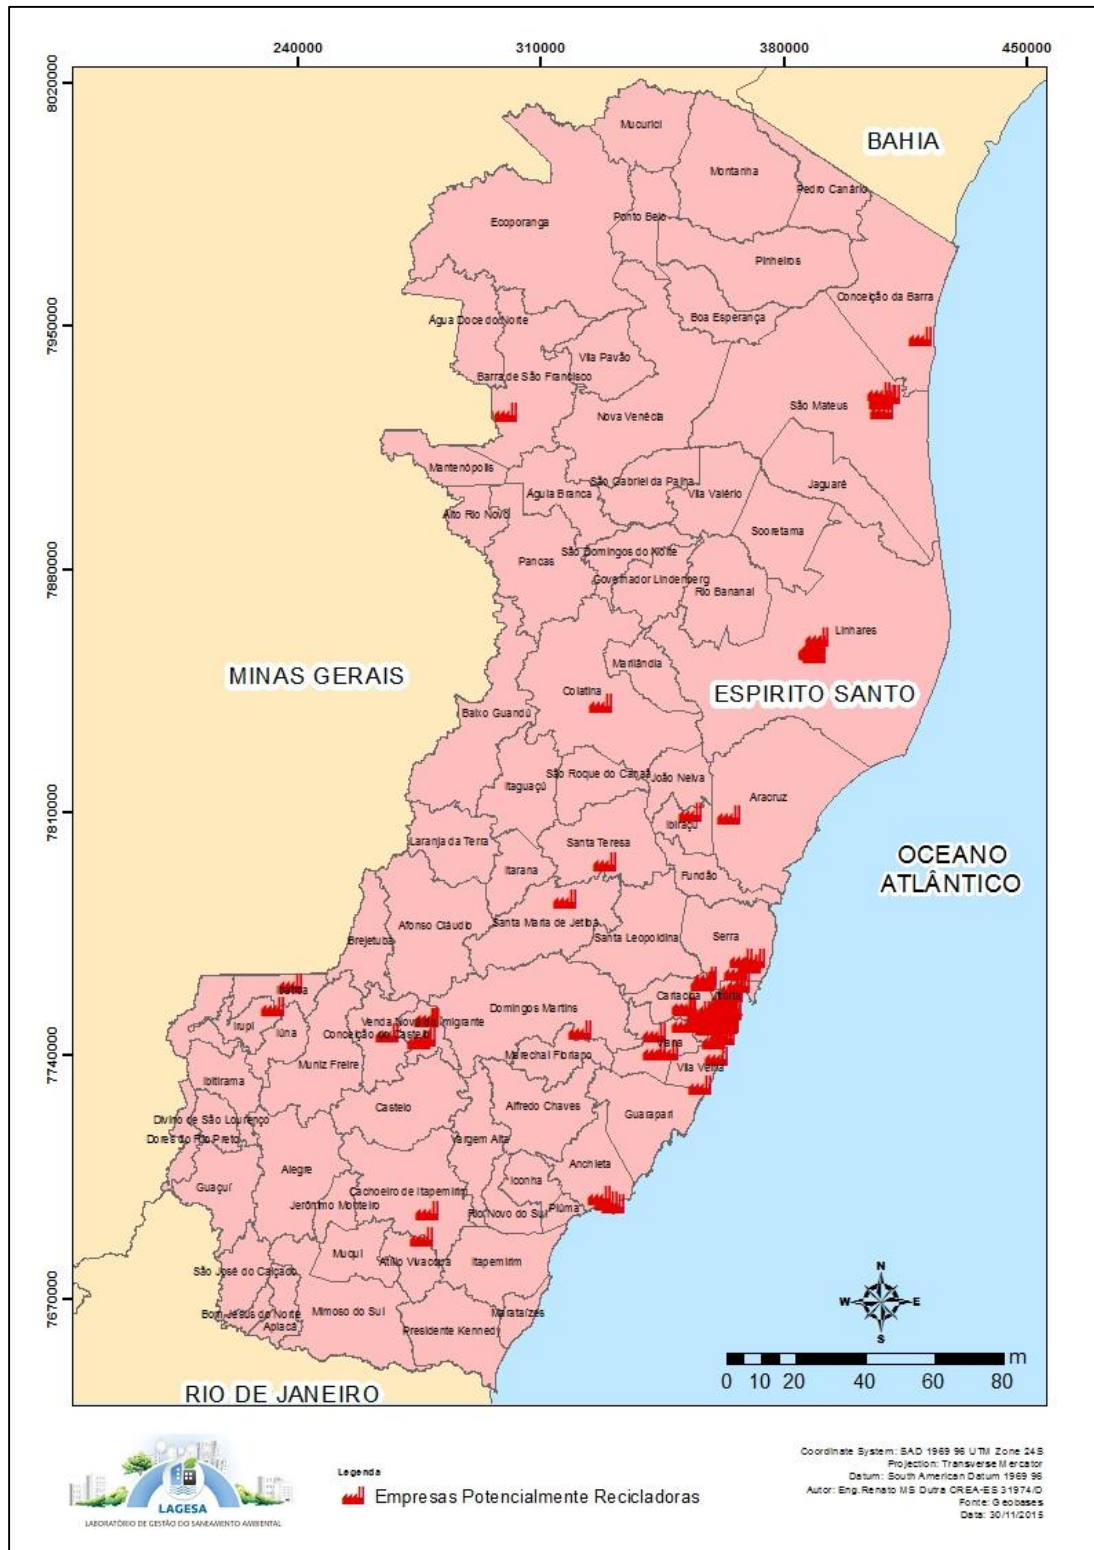 240000 310000 380000 450000
8020000
7950000
7880000
7810000
7740000
7670000
BAHIA
MINAS GERAIS
ESPIRITO SANTO
OCEANO
ATLÂNTICO
RIO DE JANEIRO
Mucurici
Montanha
Pedro Canário
Ecoporanga
Ponto Belo
Pinheiros
Conceição da Barra
Água Doce do Norte
Boa Esperança
Vila Pavão
Barra de São Francisco
São Mateus
Nova Venécia
Mantenópolis
São Gabriel da Palha
Jaguaré
Águia Branca
Vila Valério
Alto Rio Novo
Sooretama
São Domingos do Norte
Pancas
Governador Lindenberg
Rio Bananal
Linhares
Marilândia
Colatina
Baixo Guandú
São Roque do Canaã
João Neiva
Itaguaçú
Aracruz
Ibiraçu
Laranja da Terra
Santa Teresa
Itarana
Fundão
Afonso Cláudio
Santa Maria de Jetibá
Brejetuba
Santa Leopoldina
Serra
Cariacica
Vitória
Domingos Martins
Irupi
Iúna
Venda Nova do Imigrante
Conceição do Castelo
Viana
Marechal Floriano
Muniz Freire
Vila Velha
Ibitirama
Castelo
Alfredo Chaves
Guarapari
Divino de São Lourenço
Dores do Rio Preto
Vargem Alta
Anchieta
Alegre
Iconha
Guaçuí
Cachoeiro de Itapemirim
Jerônimo Monteiro
Rio Novo do Sul
Piúma
Muqui
Atílio Vivacqua
Itapemirim
São José do Calçado
Bom Jesus do Norte
Mimoso do Sul
Marataízes
Apiacá
Presidente Kennedy
N
W E
S
m
0 10 20 40 60 80
LAGESA
LABORATÓRIO DE GESTÃO DO SANEAMENTO AMBIENTAL
Legenda
Empresas Potencialmente Recicladoras
Coordinate System: SAD 1969 96 UTM Zone 24S
Projection: Transverse Mercator
Datum: South American Datum 1969 96
Autor: Eng.Renato MS Dutra CREA-ES 31974/D
Fonte: Geobases
Data: 30/11/2015